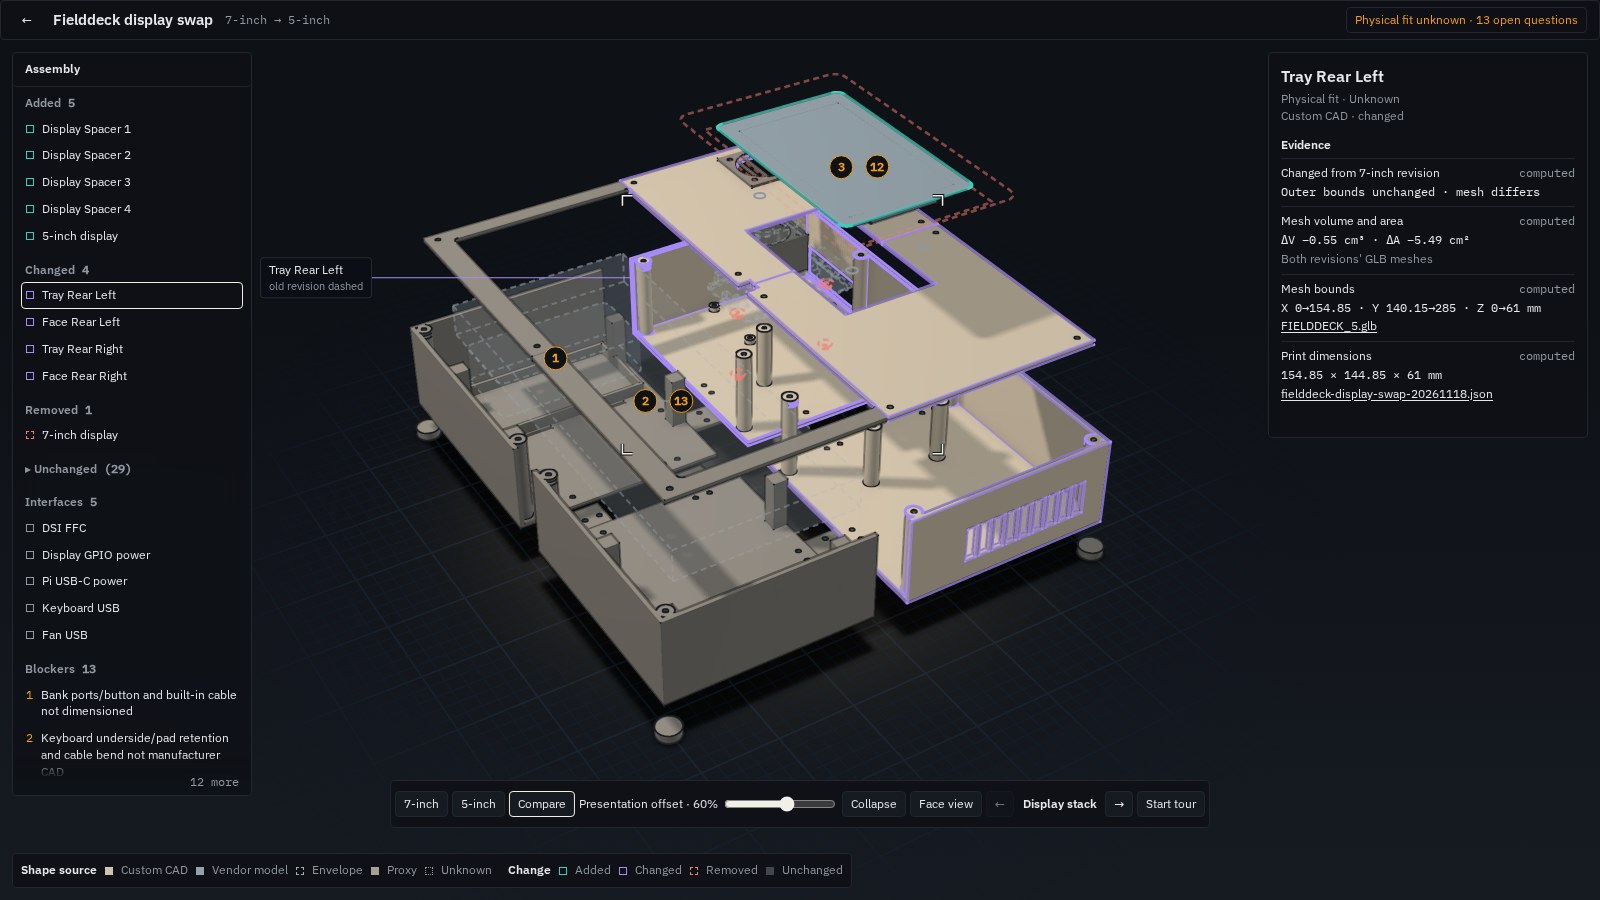 ← Fielddeck display swap 7-inch → 5-inch
Physical fit unknown · 13 open questions
Assembly
Added 5
Display Spacer 1
Display Spacer 2
Display Spacer 3
Display Spacer 4
5-inch display
Changed 4
Tray Rear Left
Face Rear Left
Tray Rear Right
Face Rear Right
Removed 1
7-inch display
▸ Unchanged (29)
Interfaces 5
DSI FFC
Display GPIO power
Pi USB-C power
Keyboard USB
Fan USB
Blockers 13
1 Bank ports/button and built-in cable
not dimensioned
2 Keyboard underside/pad retention
and cable bend not manufacturer
CAD
12 more
Tray Rear Left
old revision dashed
3 12
1
2 13
Tray Rear Left
Physical fit · Unknown
Custom CAD · changed
Evidence
Changed from 7-inch revision computed
Outer bounds unchanged · mesh differs
Mesh volume and area computed
ΔV −0.55 cm³ · ΔA −5.49 cm²
Both revisions' GLB meshes
Mesh bounds computed
X 0→154.85 · Y 140.15→285 · Z 0→61 mm
FIELDDECK_5.glb
Print dimensions computed
154.85 × 144.85 × 61 mm
fielddeck-display-swap-20261118.json
7-inch 5-inch Compare Presentation offset · 60% Collapse Face view ← Display stack → Start tour
Shape source Custom CAD Vendor model Envelope Proxy Unknown Change Added Changed Removed Unchanged